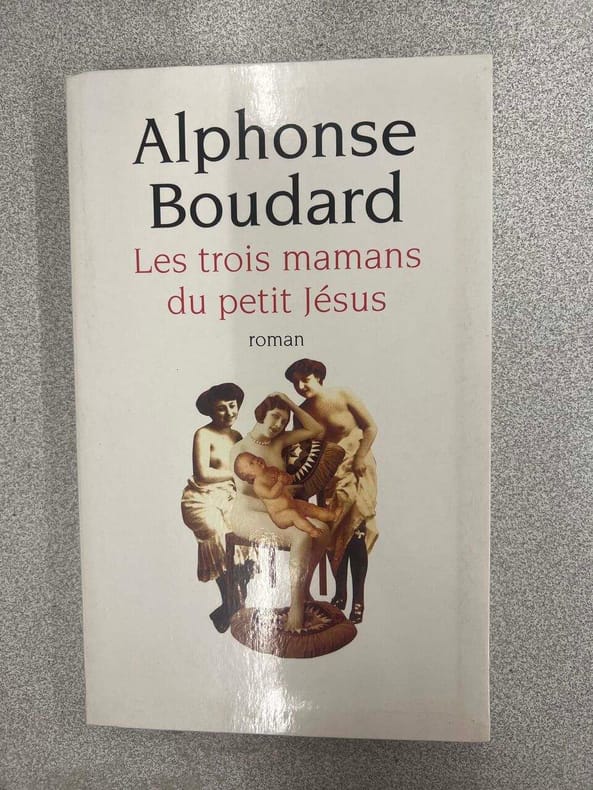 Alphonse
Boudard
Les trois mamans
du petit Jésus
roman